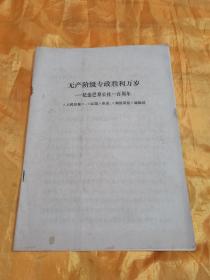 无产阶级专政胜利万岁
——纪念巴黎公社一百周年
《人民日报》、《红旗》杂志、《解放军报》编辑部